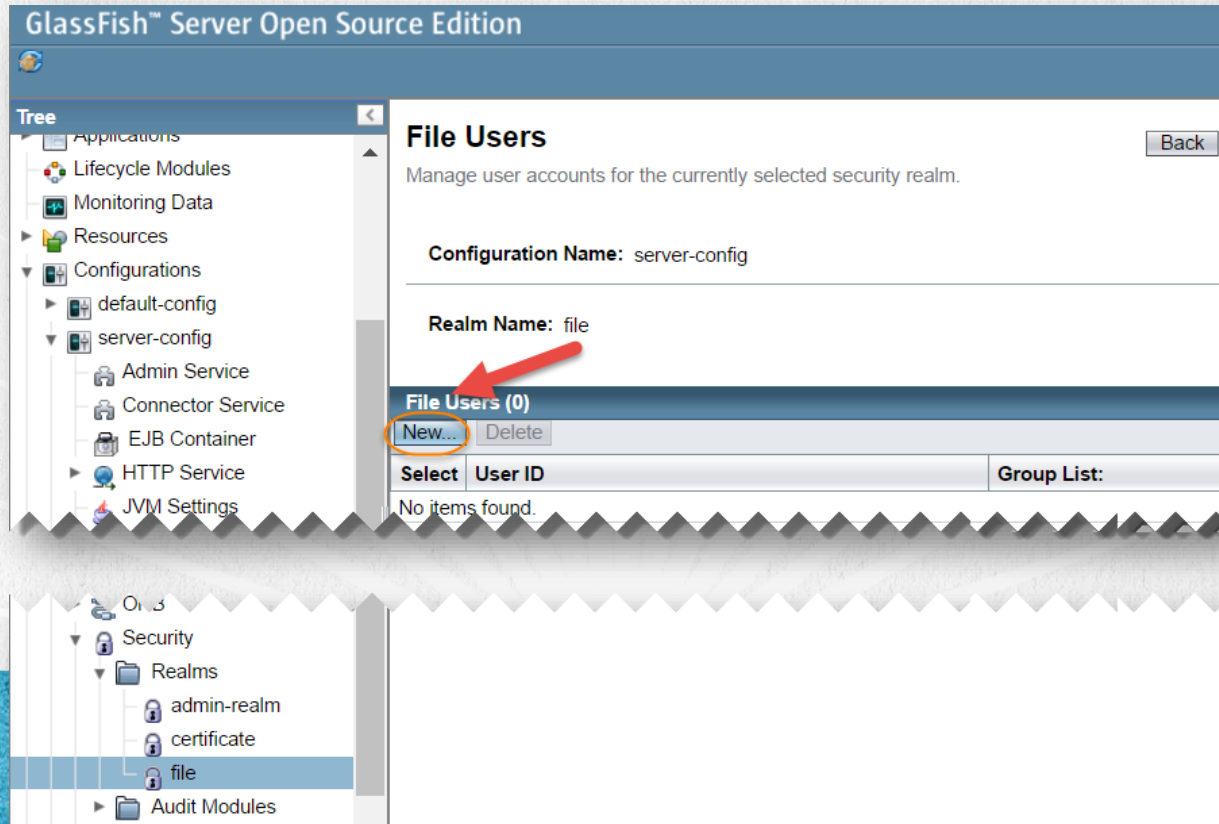 GlassFish™ Server Open Source Edition
Tree
Applications
Lifecycle Modules
Monitoring Data
Resources
Configurations
default-config
server-config
Admin Service
Connector Service
EJB Container
HTTP Service
JVM Settings
File Users
Back
Manage user accounts for the currently selected security realm.
Configuration Name: server-config
Realm Name: file
File Users (0)
New... Delete
Select User ID Group List:
No items found.
ORB
Security
Realms
admin-realm
certificate
file
Audit Modules